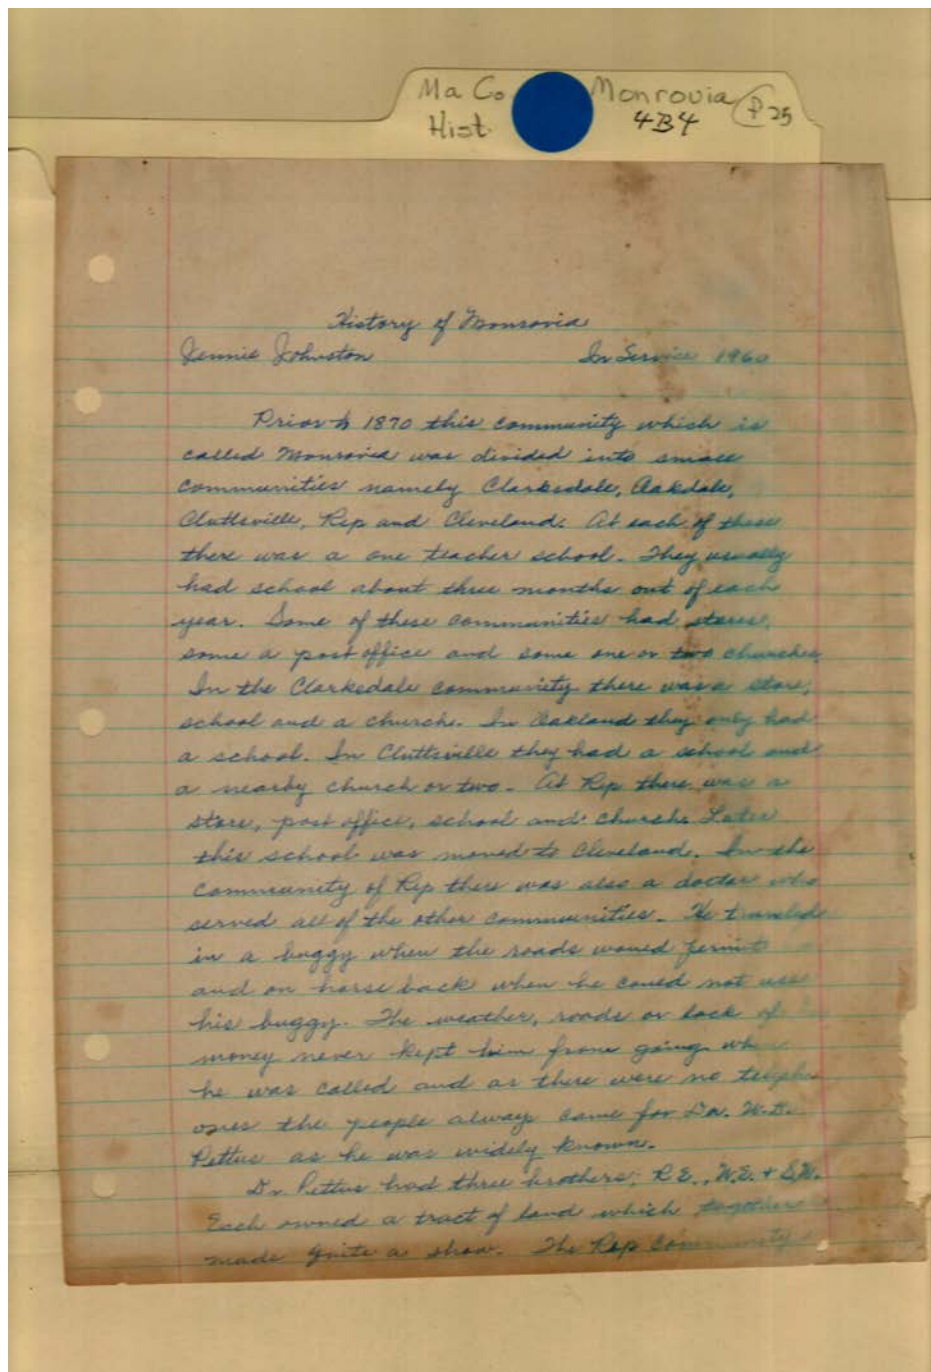 Ma Co Monrovia P 25
Hist. 4B4
History of Monrovia
Jennie Johnston In Service 1960
Prior to 1870 this community which is
called Monrovia was divided into small
communities namely Clarkedale, Oakdale,
Cluttsville, Rep and Cleveland. At each of these
there was a one teacher school. They usually
had school about three months out of each
year. Some of these communities had stores,
some a post office and some one or two churches.
In the Clarkedale community there was a store,
school and a church. In Oakland they only had
a school. In Cluttsville they had a school and
a nearby church or two. At Rep there was a
store, post office, school and church. Later
this school was moved to Cleveland. In the
community of Rep there was also a doctor who
served all of the other communities. He traveled
in a buggy when the roads would permit
and on horse back when he could not use
his buggy. The weather, roads or lack of
money never kept him from going when
he was called and as there were no teleph-
ones the people always came for Dr.
Pettus as he was widely known.
Dr. Pettus had three brothers; R.E., W.E. + S.W.
Each owned a tract of land which together
made quite a show. The Rep Community